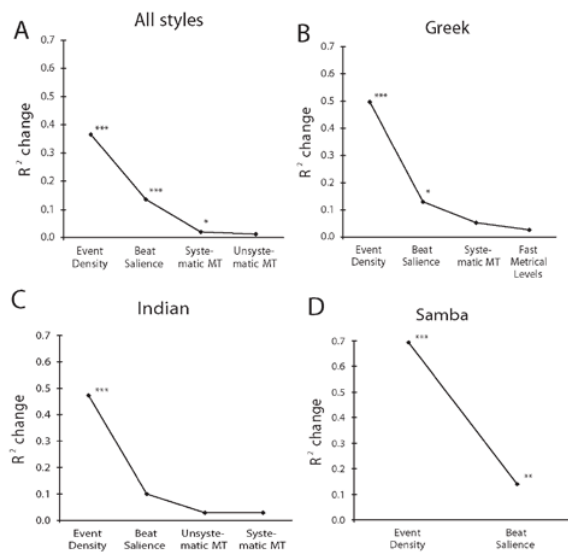 A
All styles
R² change
0.7
0.6
0.5
0.4
0.3
0.2
0.1
0.0
***
***
*
Event
Density
Beat
Salience
Syste-
matic MT
Unsyste-
matic MT
B
Greek
R² change
0.7
0.6
0.5
0.4
0.3
0.2
0.1
0.0
***
*
Event
Density
Beat
Salience
Syste-
matic MT
Fast
Metrical
Levels
C
Indian
R² change
0.7
0.6
0.5
0.4
0.3
0.2
0.1
0.0
***
Event
Density
Beat
Salience
Unsyste-
matic MT
Syste-
matic MT
D
Samba
R² change
0.7
0.6
0.5
0.4
0.3
0.2
0.1
0.0
***
**
Event
Density
Beat
Salience